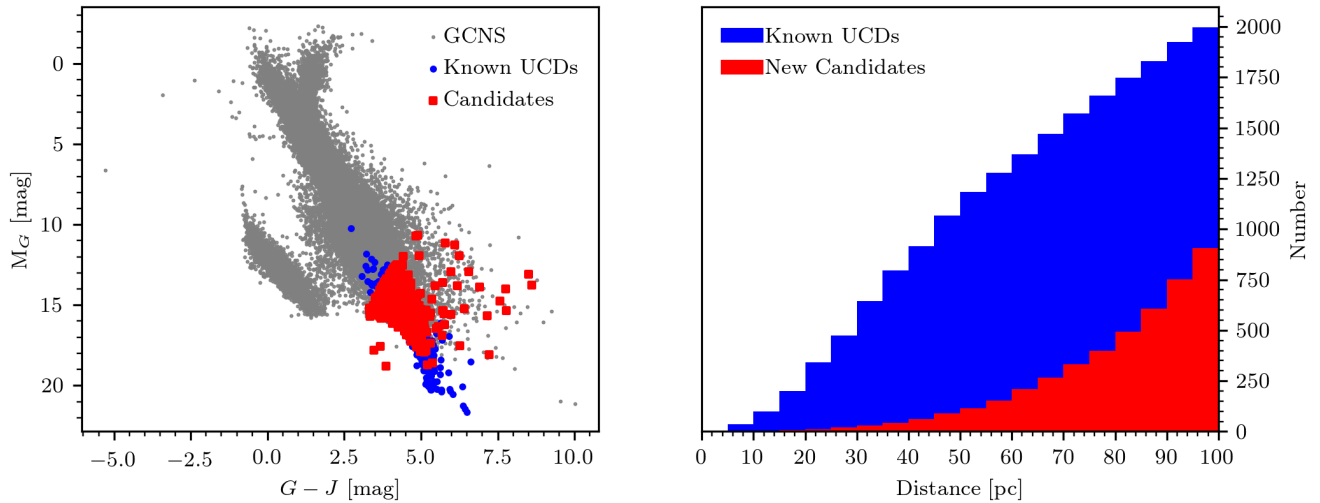 GCNS
Known UCDs
Candidates
0
5
10
15
20
M_G [mag]
−5.0 −2.5 0.0 2.5 5.0 7.5 10.0
G − J [mag]
Known UCDs
New Candidates
2000
1750
1500
1250
1000
750
500
250
0
Number
0 10 20 30 40 50 60 70 80 90 100
Distance [pc]